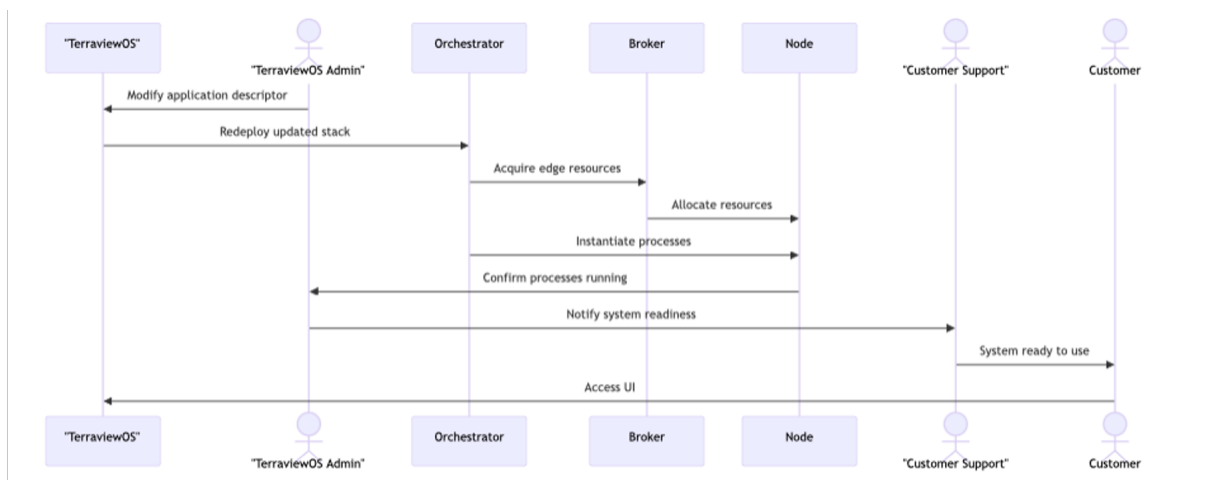 "TerraviewOS"
"TerraviewOS Admin"
Orchestrator
Broker
Node
"Customer Support"
Customer
Modify application descriptor
Redeploy updated stack
Acquire edge resources
Allocate resources
Instantiate processes
Confirm processes running
Notify system readiness
System ready to use
Access UI
"TerraviewOS"
"TerraviewOS Admin"
Orchestrator
Broker
Node
"Customer Support"
Customer